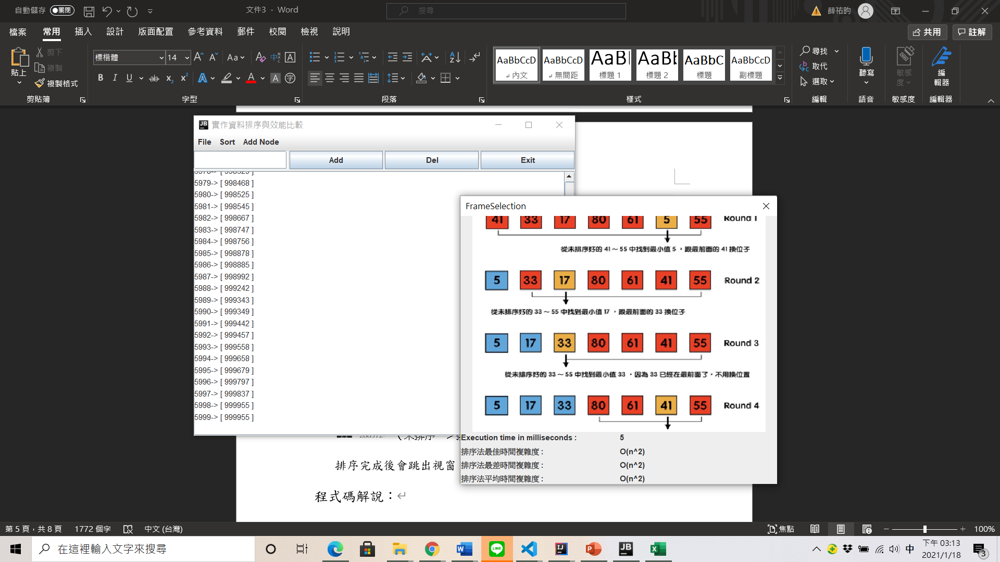 自動儲存 關閉
文件3 - Word
搜尋
薛祐昀
檔案 常用 插入 設計 版面配置 參考資料 郵件 校閱 檢視 說明
共用 註解
貼上 剪下 複製 複製格式
剪貼簿
標楷體 14
字型
段落
AaBbCcD 內文
AaBbCcD 無間距
AaBb 標題 1
AaBb 標題 2
AaBbC 標題
AaBbCcD 副標題
樣式
尋找
取代
選取
編輯
聽寫
語音
敏感度
敏感度
編輯器
編輯器
JB 實作資料排序與效能比較
File Sort Add Node
Add Del Exit
5979-> [ 998468 ]
5980-> [ 998525 ]
5981-> [ 998545 ]
5982-> [ 998667 ]
5983-> [ 998747 ]
5984-> [ 998756 ]
5985-> [ 998878 ]
5986-> [ 998885 ]
5987-> [ 998992 ]
5988-> [ 999242 ]
5989-> [ 999343 ]
5990-> [ 999349 ]
5991-> [ 999442 ]
5992-> [ 999457 ]
5993-> [ 999558 ]
5994-> [ 999658 ]
5995-> [ 999679 ]
5996-> [ 999797 ]
5997-> [ 999837 ]
5998-> [ 999955 ]
5999-> [ 999955 ]
FrameSelection
41 33 17 80 61 5 55 Round 1
從未排序好的 41～55 中找到最小值 5，跟最前面的 41 換位子
5 33 17 80 61 41 55 Round 2
從未排序好的 33～55 中找到最小值 17，跟最前面的 33 換位子
5 17 33 80 61 41 55 Round 3
從未排序好的 33～55 中找到最小值 33，因為 33 已經在最前面了，不用換位置
5 17 33 80 61 41 55 Round 4
Execution time in milliseconds : 5
排序法最佳時間複雜度 : O(n^2)
排序法最差時間複雜度 : O(n^2)
排序法平均時間複雜度 : O(n^2)
排序完成後會跳出視窗
程式碼解說：
第 5 頁，共 8 頁 1772 個字 中文 (台灣)
焦點 100%
在這裡輸入文字來搜尋
中 下午 03:13
2021/1/18
3